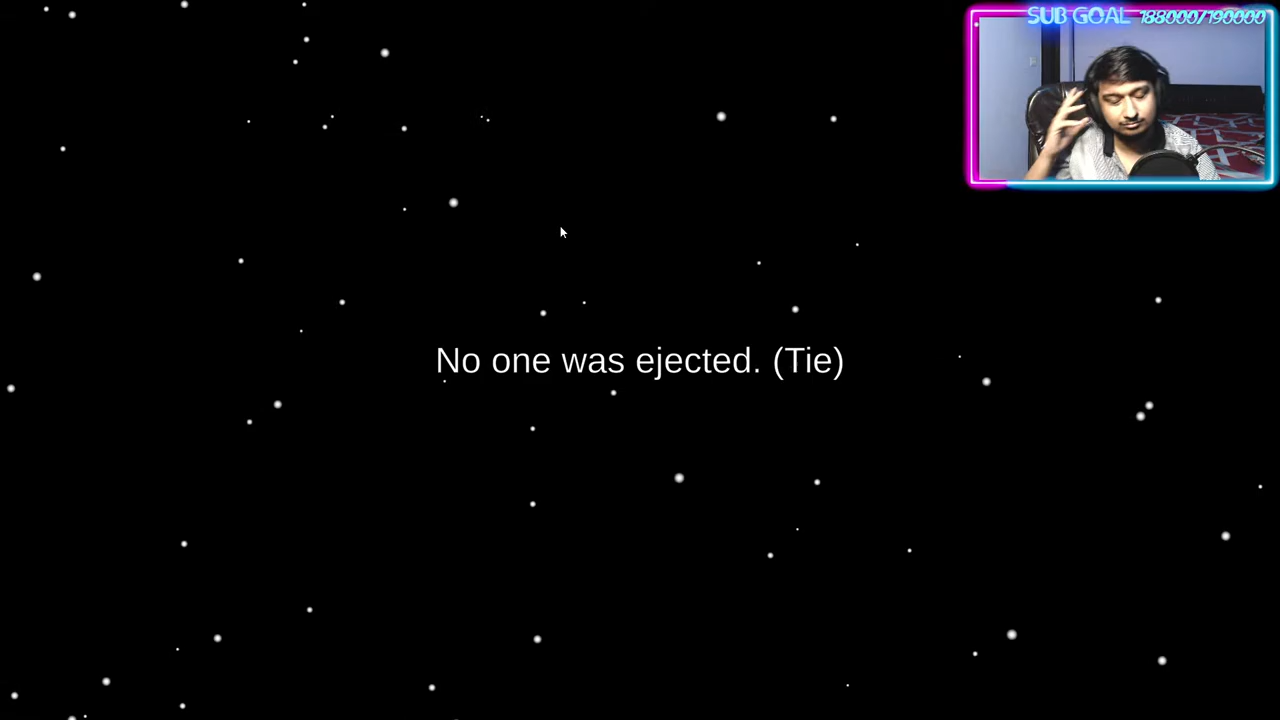 SUB GOAL 188000/190000
No one was ejected. (Tie)